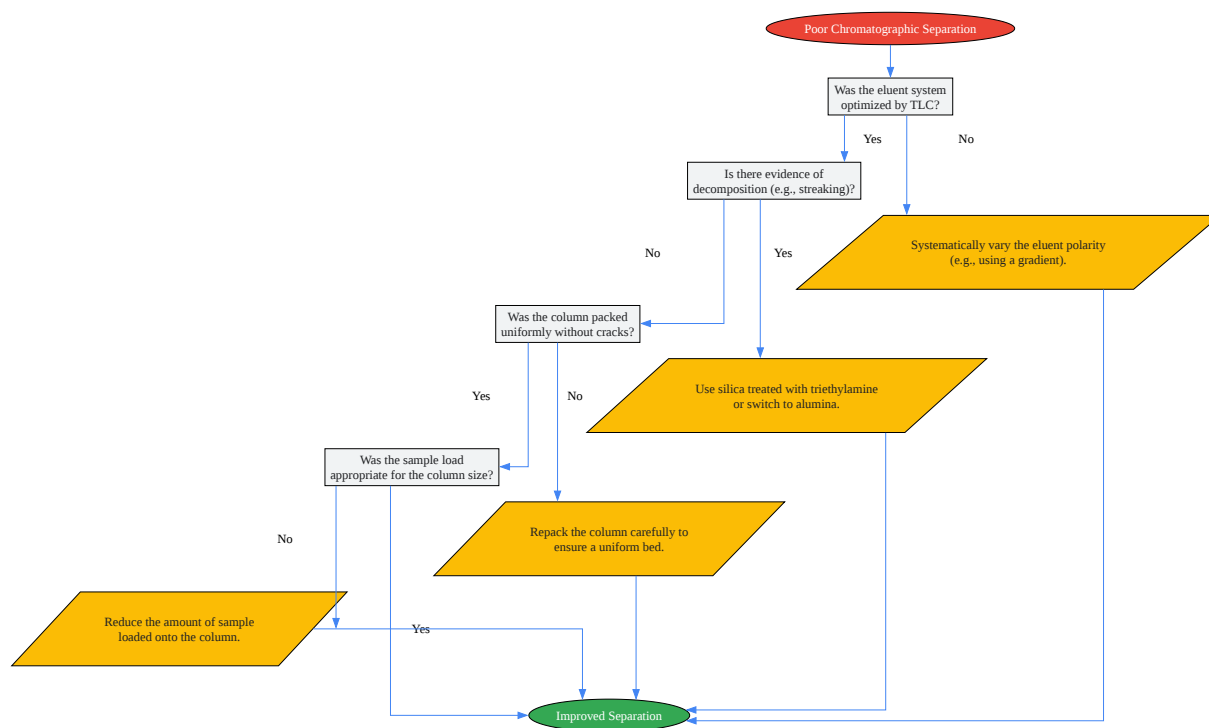 Poor Chromatographic Separation
Was the eluent system
optimized by TLC?
Yes
No
Is there evidence of
decomposition (e.g., streaking)?
Systematically vary the eluent polarity
(e.g., using a gradient).
No
Yes
Was the column packed
uniformly without cracks?
Use silica treated with triethylamine
or switch to alumina.
Yes
No
Was the sample load
appropriate for the column size?
Repack the column carefully to
ensure a uniform bed.
No
Reduce the amount of sample
loaded onto the column.
Yes
Improved Separation